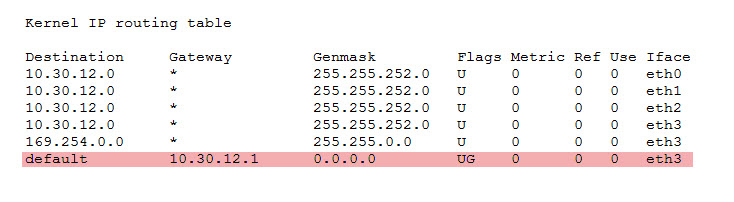 Kernel IP routing table
Destination Gateway Genmask Flags Metric Ref Use Iface
10.30.12.0 * 255.255.252.0 U 0 0 0 eth0
10.30.12.0 * 255.255.252.0 U 0 0 0 eth1
10.30.12.0 * 255.255.252.0 U 0 0 0 eth2
10.30.12.0 * 255.255.252.0 U 0 0 0 eth3
169.254.0.0 * 255.255.0.0 U 0 0 0 eth3
default 10.30.12.1 0.0.0.0 UG 0 0 0 eth3